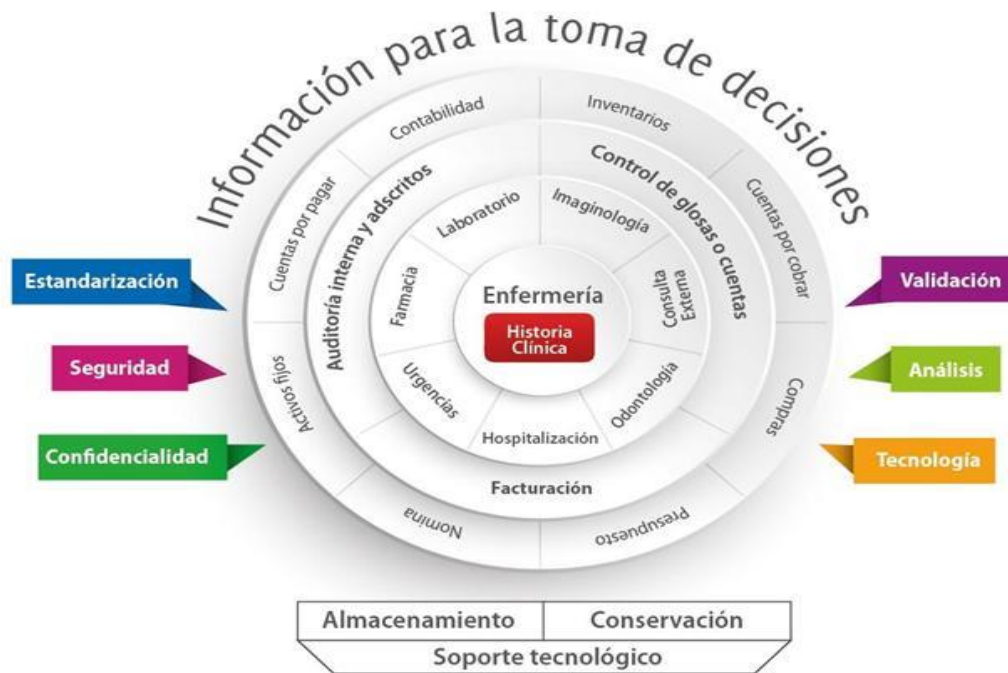 Información para la toma de decisiones
Contabilidad
Inventarios
Cuentas por pagar
Cuentas por cobrar
Activos fijos
Compras
Nomina
Presupuesto
Auditoría interna y adscritos
Control de glosas o cuentas
Facturación
Laboratorio
Imaginología
Farmacia
Consulta
Externa
Urgencias
Odontología
Hospitalización
Enfermería
Historia
Clínica
Estandarización
Seguridad
Confidencialidad
Validación
Análisis
Tecnología
Almacenamiento
Conservación
Soporte tecnológico